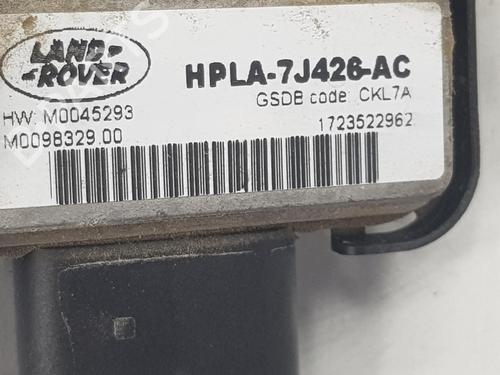 LAND-
-ROVER
HPLA-7J426-AC
HW: M0045293
GSDB code: CKL7A
M0098329.00
1723522962